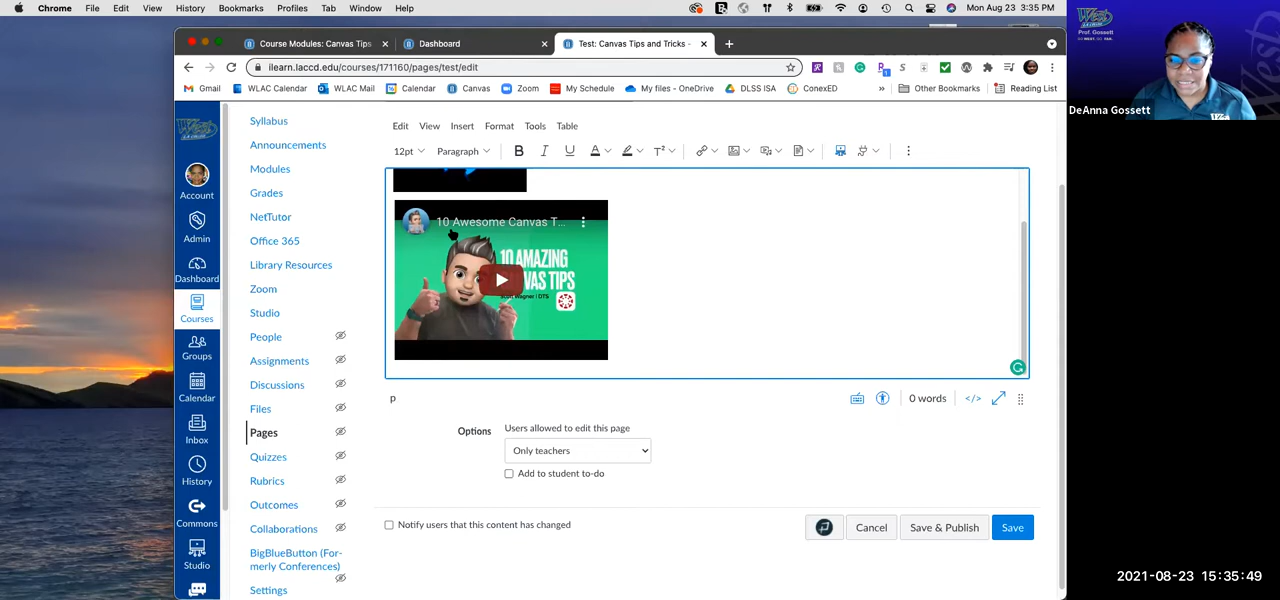 Chrome File Edit View History Bookmarks Profiles Tab Window Help
Mon Aug 23 3:35 PM
Course Modules: Canvas Tips
Dashboard
Test: Canvas Tips and Tricks -
ilearn.laccd.edu/courses/171160/pages/test/edit
Gmail
WLAC Calendar
WLAC Mail
Calendar
Canvas
Zoom
My Schedule
My files - OneDrive
DLSS ISA
ConexED
»
Other Bookmarks
Reading List
West
Prof. Gossett
DeAnna Gossett
Account
Admin
Dashboard
Courses
Groups
Calendar
Inbox
History
Commons
Studio
Syllabus
Announcements
Modules
Grades
NetTutor
Office 365
Library Resources
Zoom
Studio
People
Assignments
Discussions
Files
Pages
Quizzes
Rubrics
Outcomes
Collaborations
BigBlueButton (For-
merly Conferences)
Settings
Edit View Insert Format Tools Table
12pt Paragraph B I U A T²
10 Awesome Canvas T...
10 AMAZING
CANVAS TIPS
Scott Wagner | DTS
p
0 words </>
Options
Users allowed to edit this page
Only teachers
Add to student to-do
Notify users that this content has changed
Cancel
Save & Publish
Save
2021-08-23 15:35:49